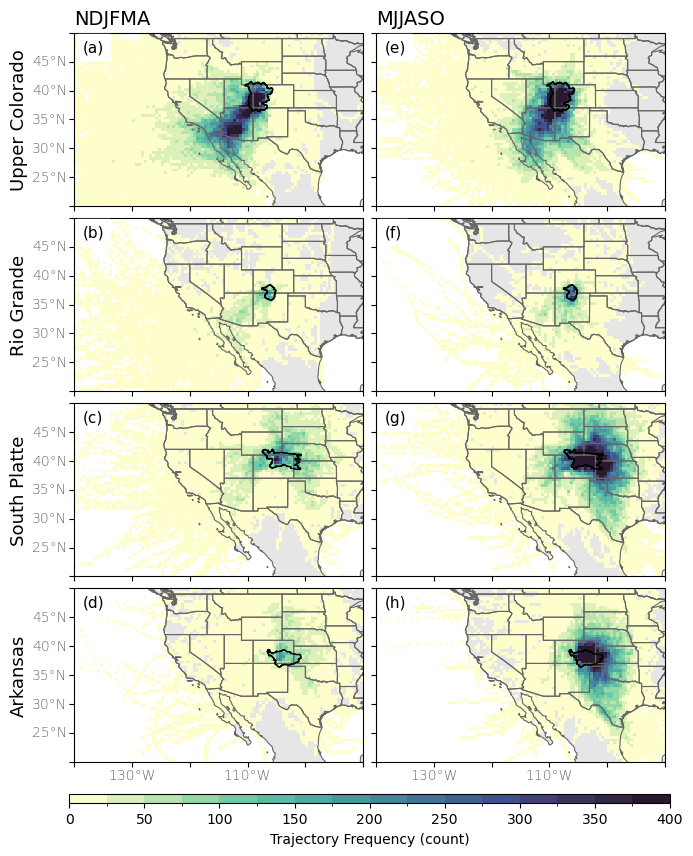 NDJFMA
MJJASO
Upper Colorado
(a)
45°N
40°N
35°N
30°N
25°N
(e)
Rio Grande
(b)
45°N
40°N
35°N
30°N
25°N
(f)
South Platte
(c)
45°N
40°N
35°N
30°N
25°N
(g)
Arkansas
(d)
45°N
40°N
35°N
30°N
25°N
(h)
130°W 110°W 130°W 110°W
0 50 100 150 200 250 300 350 400
Trajectory Frequency (count)